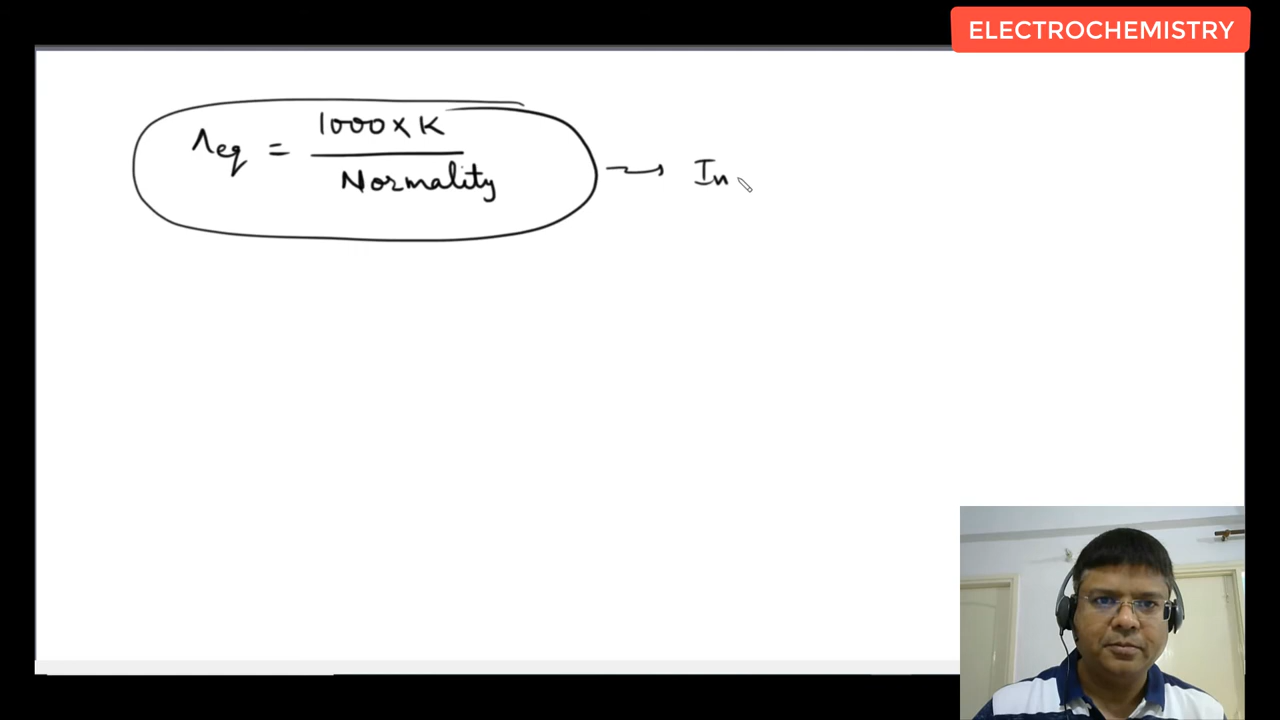 ELECTROCHEMISTRY
Λeq = 1000 × K / Normality → In